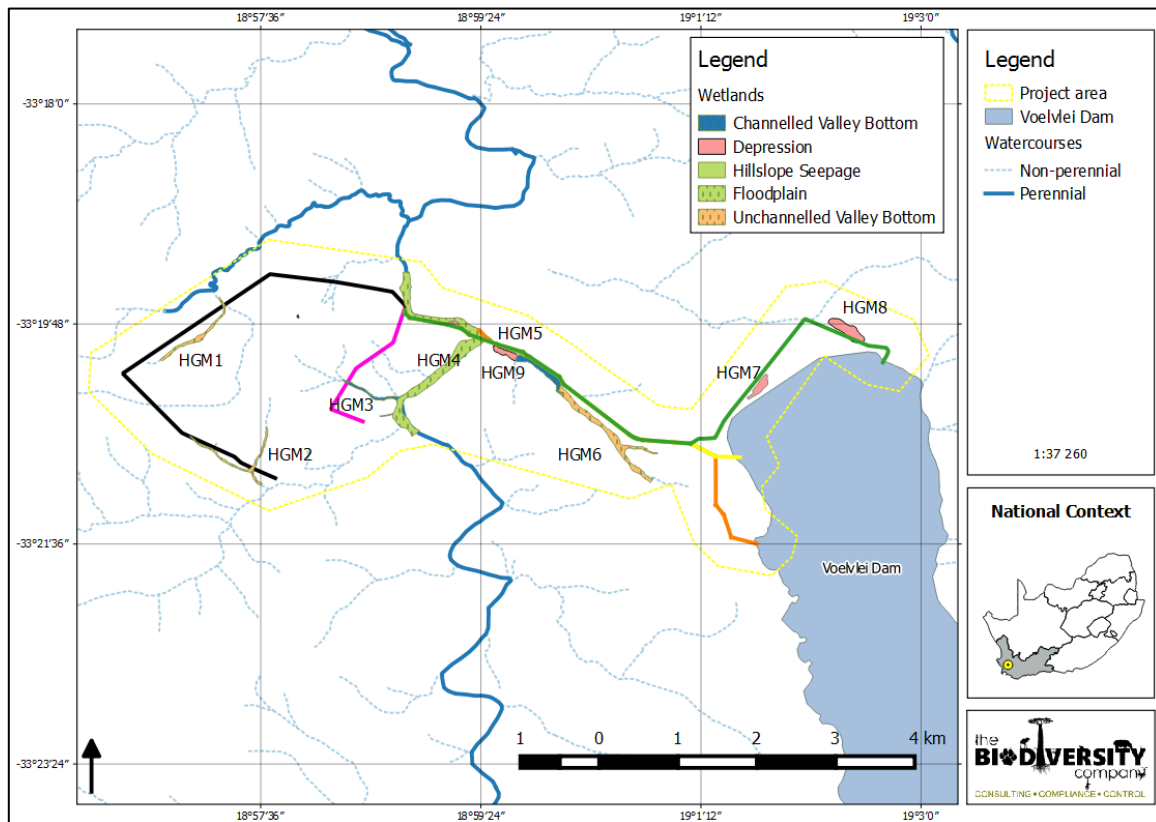 18°57'36"
18°59'24"
19°1'12"
19°3'0"
-33°18'0"
-33°19'48"
-33°21'36"
-33°23'24"
Legend
Wetlands
Channelled Valley Bottom
Depression
Hillslope Seepage
Floodplain
Unchannelled Valley Bottom
Legend
Project area
Voelvlei Dam
Watercourses
Non-perennial
Perennial
HGM8
HGM5
HGM1
HGM4
HGM9
HGM7
HGM3
HGM2
HGM6
1:37 260
National Context
Voelvlei Dam
1 0 1 2 3 4 km
the
BIODIVERSITY
company
CONSULTING • COMPLIANCE • CONTROL
18°57'36"
18°59'24"
19°1'12"
19°3'0"